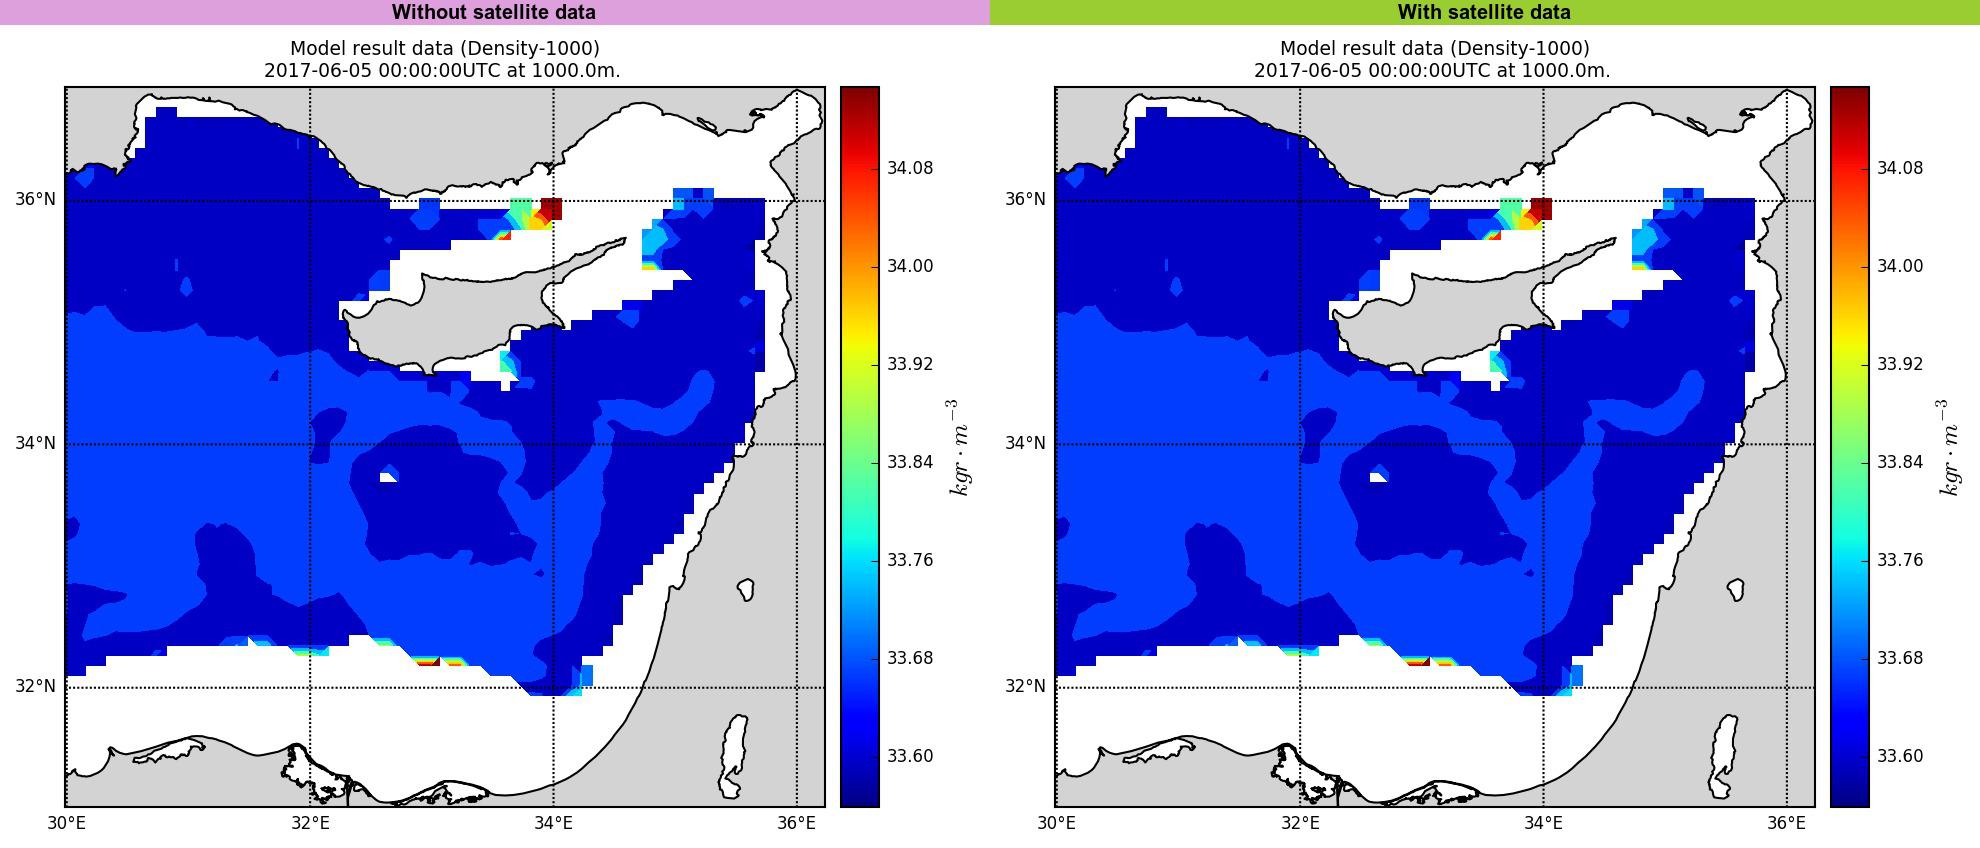 Without satellite data
With satellite data
Model result data (Density-1000)
2017-06-05 00:00:00UTC at 1000.0m.
36°N
34°N
32°N
30°E
32°E
34°E
36°E
34.08
34.00
33.92
33.84
33.76
33.68
33.60
kgr · m⁻³
Model result data (Density-1000)
2017-06-05 00:00:00UTC at 1000.0m.
36°N
34°N
32°N
30°E
32°E
34°E
36°E
34.08
34.00
33.92
33.84
33.76
33.68
33.60
kgr · m⁻³